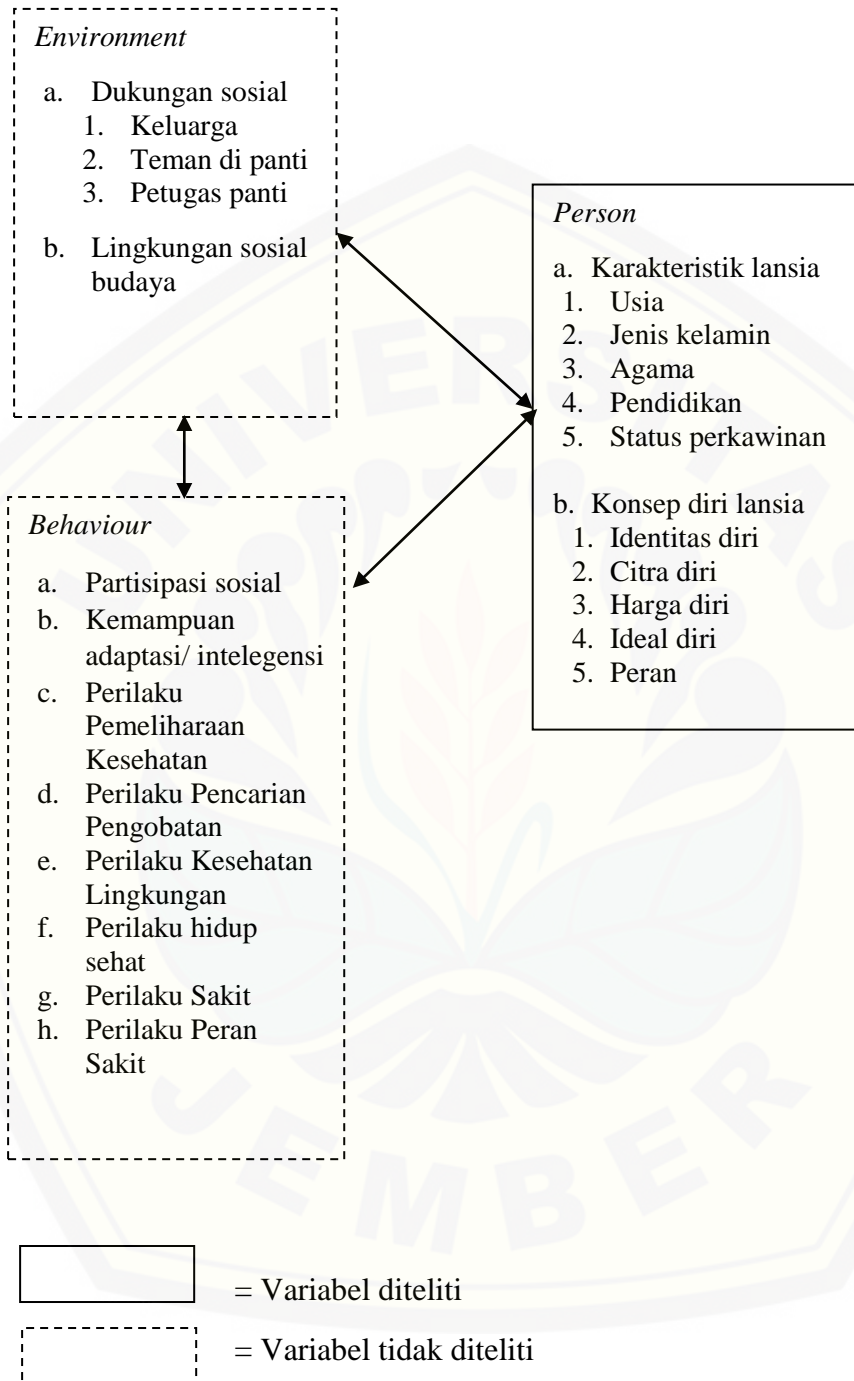 Environment
a. Dukungan sosial
1. Keluarga
2. Teman di panti
3. Petugas panti
b. Lingkungan sosial
budaya
Person
a. Karakteristik lansia
1. Usia
2. Jenis kelamin
3. Agama
4. Pendidikan
5. Status perkawinan
b. Konsep diri lansia
1. Identitas diri
2. Citra diri
3. Harga diri
4. Ideal diri
5. Peran
Behaviour
a. Partisipasi sosial
b. Kemampuan
adaptasi/ intelegensi
c. Perilaku
Pemeliharaan
Kesehatan
d. Perilaku Pencarian
Pengobatan
e. Perilaku Kesehatan
Lingkungan
f. Perilaku hidup
sehat
g. Perilaku Sakit
h. Perilaku Peran
Sakit
= Variabel diteliti
= Variabel tidak diteliti
UNIVERSITAS
JEMBER